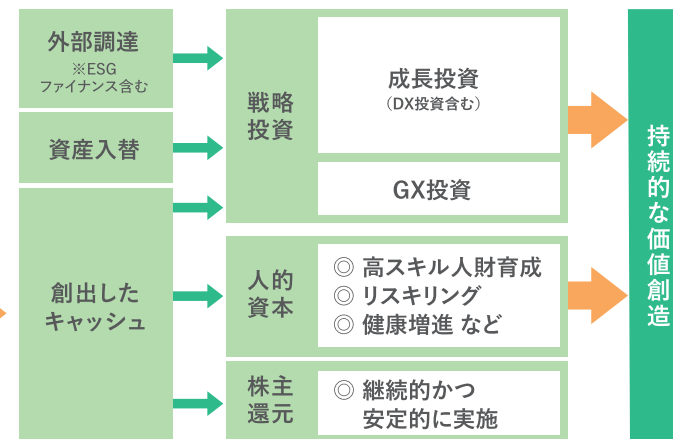 外部調達
※ESG
ファイナンス含む
資産入替
創出した
キャッシュ
戦略
投資
成長投資
（DX投資含む）
GX投資
人的
資本
◎ 高スキル人財育成
◎ リスキリング
◎ 健康増進 など
株主
還元
◎ 継続的かつ
安定的に実施
持続的な価値創造